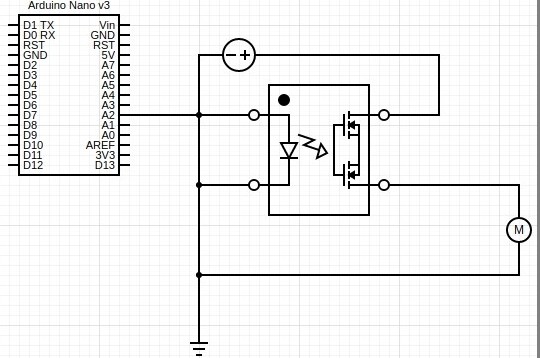 Arduino Nano v3
D1 TX Vin
D0 RX GND
RST RST
GND 5V
D2 A7
D3 A6
D4 A5
D5 A4
D6 A3
D7 A2
D8 A1
D9 A0
D10 AREF
D11 3V3
D12 D13
M